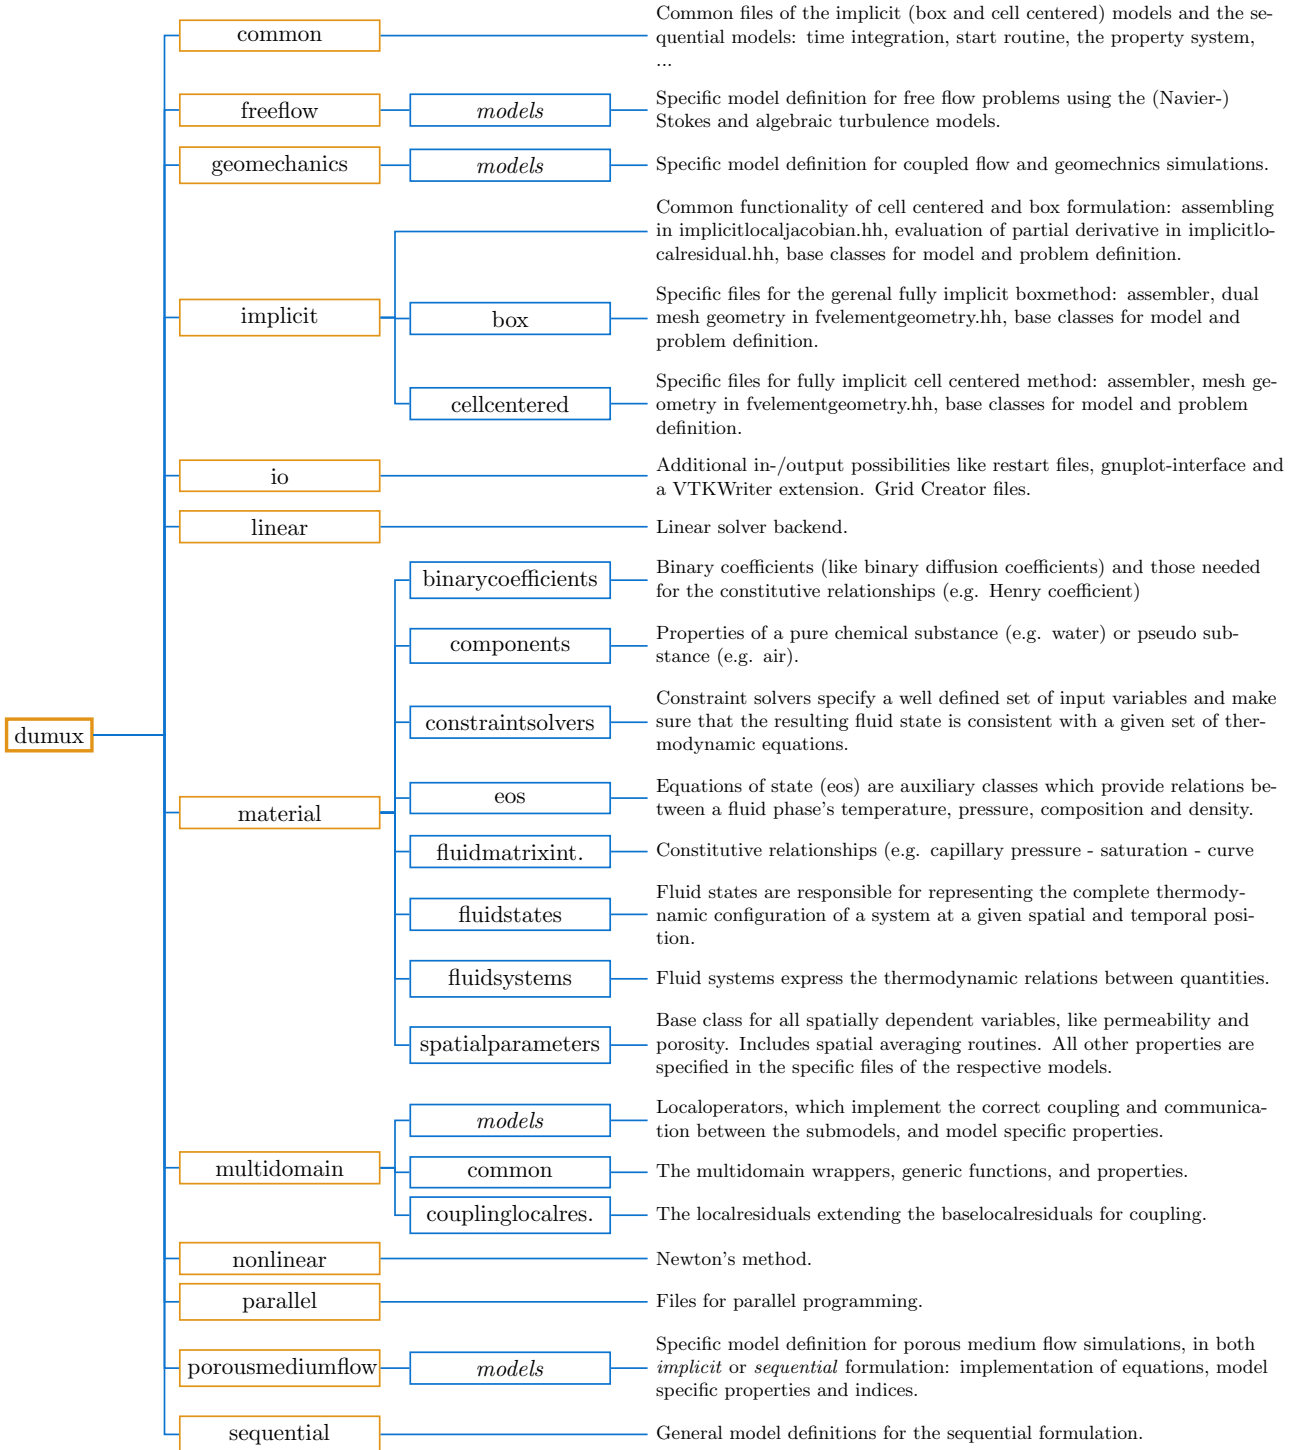 common
Common files of the implicit (box and cell centered) models and the se-
quential models: time integration, start routine, the property system,
...
freeflow
models
Specific model definition for free flow problems using the (Navier-)
Stokes and algebraic turbulence models.
geomechanics
models
Specific model definition for coupled flow and geomechnics simulations.
Common functionality of cell centered and box formulation: assembling
in implicitlocaljacobian.hh, evaluation of partial derivative in implicitlo-
calresidual.hh, base classes for model and problem definition.
implicit
box
Specific files for the gerenal fully implicit boxmethod: assembler, dual
mesh geometry in fvelementgeometry.hh, base classes for model and
problem definition.
cellcentered
Specific files for fully implicit cell centered method: assembler, mesh ge-
ometry in fvelementgeometry.hh, base classes for model and problem
definition.
io
Additional in-/output possibilities like restart files, gnuplot-interface and
a VTKWriter extension. Grid Creator files.
linear
Linear solver backend.
binarycoefficients
Binary coefficients (like binary diffusion coefficients) and those needed
for the constitutive relationships (e.g. Henry coefficient)
components
Properties of a pure chemical substance (e.g. water) or pseudo sub-
stance (e.g. air).
constraintsolvers
Constraint solvers specify a well defined set of input variables and make
sure that the resulting fluid state is consistent with a given set of ther-
modynamic equations.
dumux
material
eos
Equations of state (eos) are auxiliary classes which provide relations be-
tween a fluid phase's temperature, pressure, composition and density.
fluidmatrixint.
Constitutive relationships (e.g. capillary pressure - saturation - curve
fluidstates
Fluid states are responsible for representing the complete thermody-
namic configuration of a system at a given spatial and temporal posi-
tion.
fluidsystems
Fluid systems express the thermodynamic relations between quantities.
spatialparameters
Base class for all spatially dependent variables, like permeability and
porosity. Includes spatial averaging routines. All other properties are
specified in the specific files of the respective models.
models
Localoperators, which implement the correct coupling and communica-
tion between the submodels, and model specific properties.
multidomain
common
The multidomain wrappers, generic functions, and properties.
couplinglocalres.
The localresiduals extending the baselocalresiduals for coupling.
nonlinear
Newton's method.
parallel
Files for parallel programming.
porousmediumflow
models
Specific model definition for porous medium flow simulations, in both
implicit or sequential formulation: implementation of equations, model
specific properties and indices.
sequential
General model definitions for the sequential formulation.